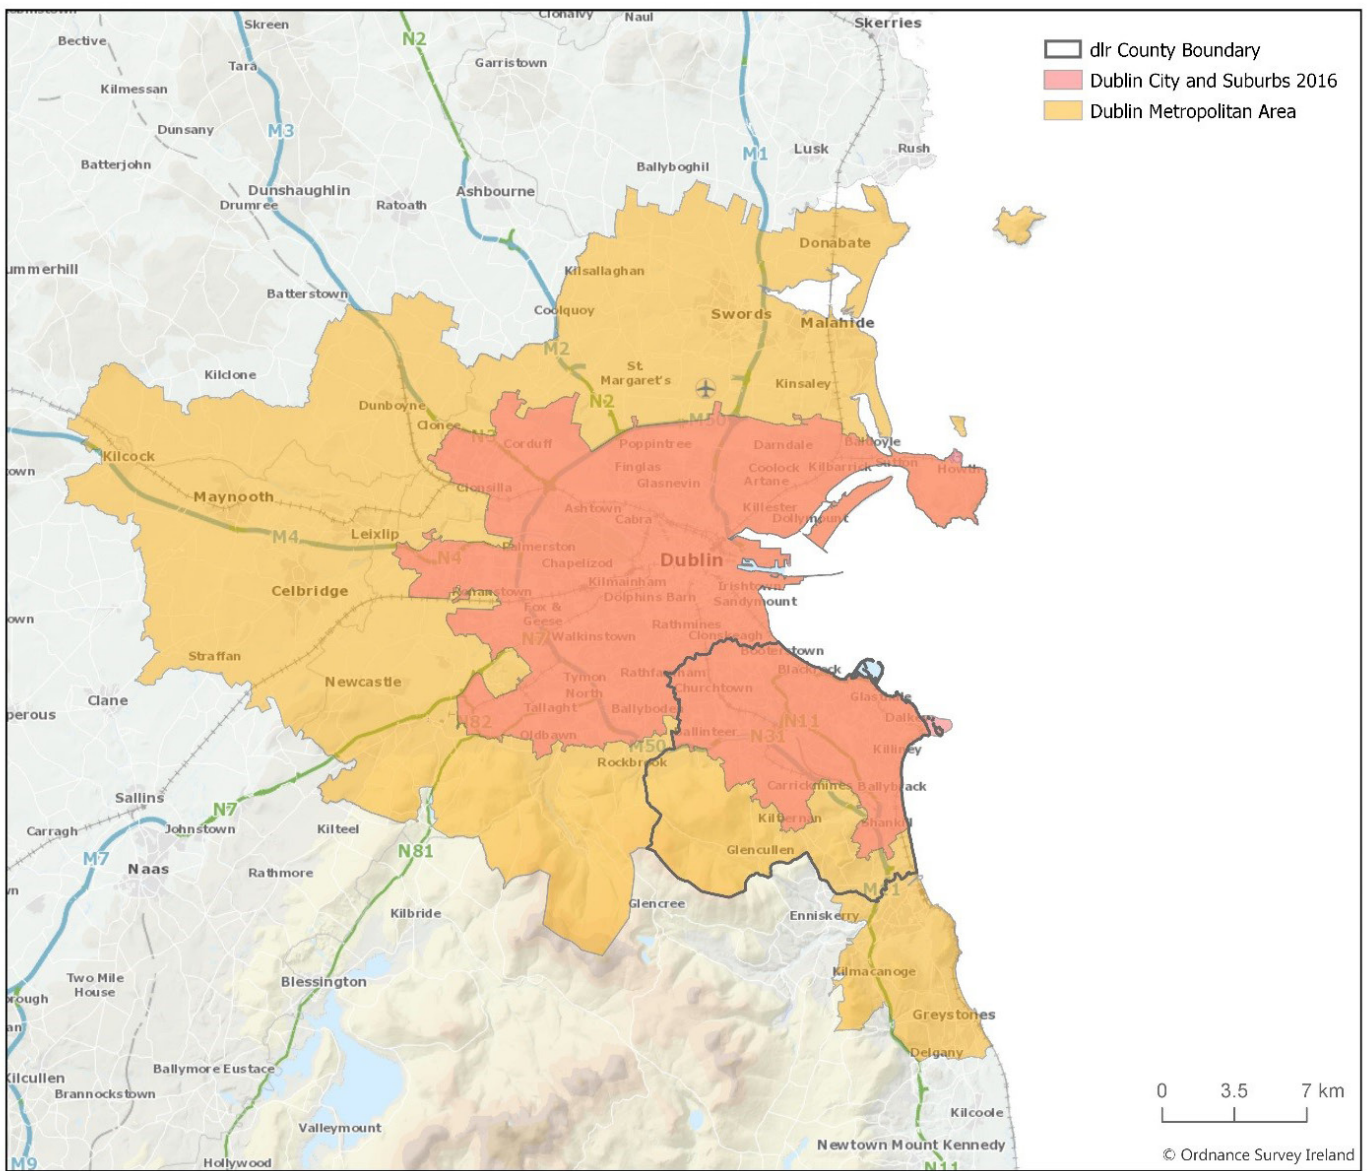 Skreen
Bective
Tara
Kilmessan
Dunsany
Batterjohn
M3
N2
Clonalvy
Naul
Garristown
Skerries
M1
Lusk
Rush
Ballyboghil
Dunshaughlin
Drumree
Ratoath
Ashbourne
dlr County Boundary
Dublin City and Suburbs 2016
Dublin Metropolitan Area
Batterstown
Kilsallaghan
Coolquoy
Donabate
Swords
Malahide
M2
St.
Margaret's
Kinsaley
Kilclone
Dunboyne
Clonee
N2
N3
M50
Corduff
Poppintree
Darndale
Baldoyle
Finglas
Glasnevin
Coolock
Kilbarrick
Sutton
Howth
Artane
Kilcock
Maynooth
Clonsilla
Leixlip
M4
N4
Ashtown
Cabra
Killester
Dollymount
Palmerston
Chapelizod
Dublin
Celbridge
Kilmainham
Irishtown
Dolphins Barn
Sandymount
Fox &
Geese
Rathmines
Clonskeagh
N7
Walkinstown
Booterstown
Straffan
Newcastle
Tymon
North
Churchtown
Tallaght
Oldbawn
M50
N31
N11
Rockbrook
Killiney
Clane
Carrickmines
Ballybrack
Glencullen
M11
Sallins
N7
Johnstown
Kilteel
Carragh
M7
Naas
Rathmore
N81
Kilbride
Glencree
Enniskerry
Two Mile
House
Blessington
Kilmacanoge
Greystones
Delgany
Kilcullen
Ballymore Eustace
Brannockstown
Valleymount
Kilcoole
Newtown Mount Kennedy
M9
Hollywood
N11
0 3.5 7 km
© Ordnance Survey Ireland